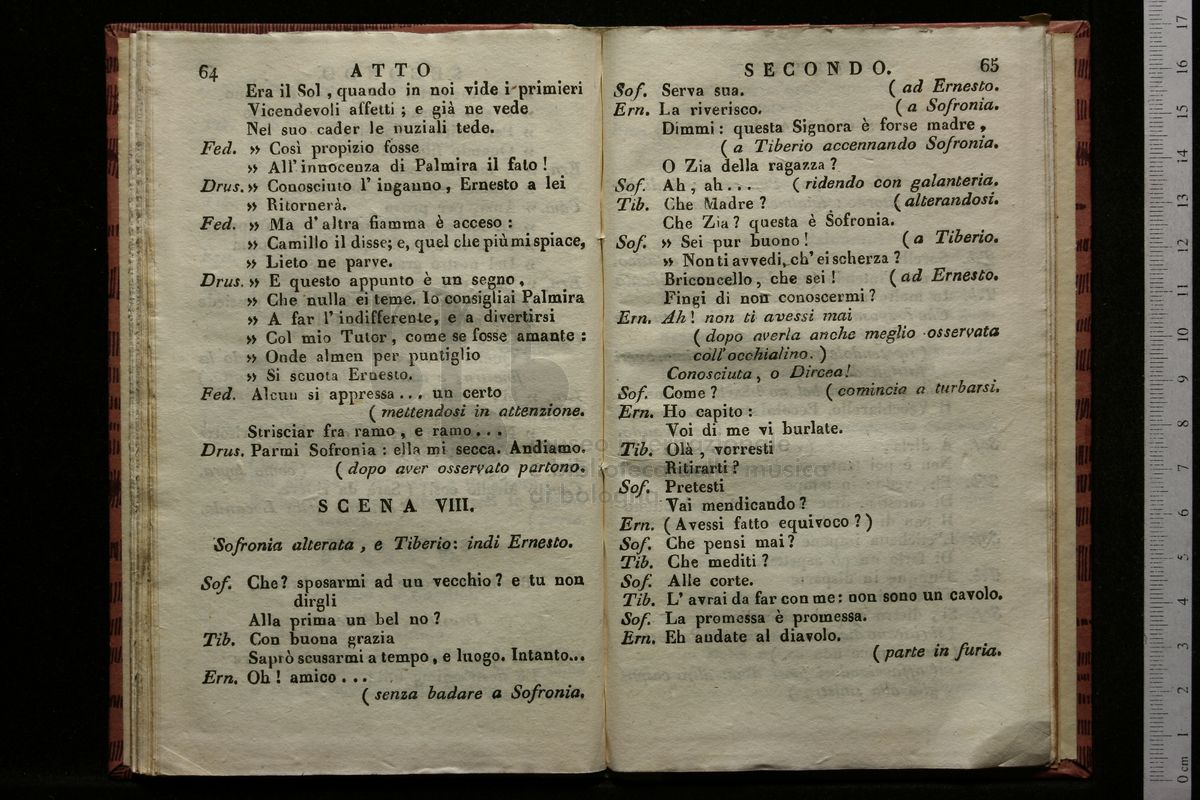 64
ATTO
Era il Sol , quando in noi vide i primieri
Vicendevoli affetti ; e già ne vede
Nel suo cader le nuziali tede.
Fed. » Così propizio fosse
» All' innocenza di Palmira il fato !
Drus. » Conosciuto l' inganno , Ernesto a lei
» Ritornerà.
Fed. » Ma d' altra fiamma è acceso :
» Camillo il disse; e, quel che più mi spiace,
» Lieto ne parve.
Drus. » E questo appunto è un segno ,
» Che nulla ei teme. Io consigliai Palmira
» A far l' indifferente, e a divertirsi
» Col mio Tutor , come se fosse amante :
» Onde almen per puntiglio
» Si scuota Ernesto.
Fed. Alcun si appressa ... un certo
( mettendosi in attenzione.
Strisciar fra ramo , e ramo ...
Drus. Parmi Sofronia : ella mi secca. Andiamo.
( dopo aver osservato partono.
SCENA VIII.
Sofronia alterata , e Tiberio: indi Ernesto.
Sof. Che? sposarmi ad un vecchio ? e tu non
dirgli
Alla prima un bel no ?
Tib. Con buona grazia
Saprò scusarmi a tempo , e luogo. Intanto...
Ern. Oh ! amico ...
( senza badare a Sofronia.
SECONDO.
65
Sof. Serva sua. ( ad Ernesto.
Ern. La riverisco. ( a Sofronia.
Dimmi : questa Signora è forse madre ,
( a Tiberio accennando Sofronia.
O Zia della ragazza ?
Sof. Ah , ah ... ( ridendo con galanteria.
Tib. Che Madre ? ( alterandosi.
Che Zia ? questa è Sofronia.
Sof. » Sei pur buono ! ( a Tiberio.
» Non ti avvedi, ch' ei scherza ?
Briconcello , che sei ! ( ad Ernesto.
Fingi di non conoscermi ?
Ern. Ah ! non ti avessi mai
( dopo averla anche meglio osservata
coll' occhialino. )
Conosciuta , o Dircea!
Sof. Come ? ( comincia a turbarsi.
Ern. Ho capito :
Voi di me vi burlate.
Tib. Olà , vorresti
Ritirarti ?
Sof. Pretesti
Vai mendicando ?
Ern. ( Avessi fatto equivoco ? )
Sof. Che pensi mai ?
Tib. Che mediti ?
Sof. Alle corte.
Tib. L' avrai da far con me : non sono un cavolo.
Sof. La promessa è promessa.
Ern. Eh andate al diavolo.
( parte in furia.